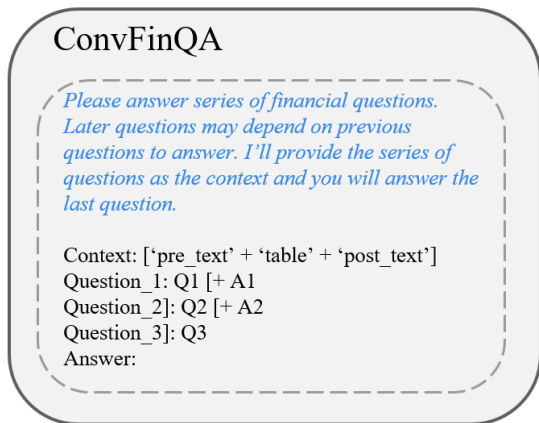 ConvFinQA
Please answer series of financial questions.
Later questions may depend on previous
questions to answer. I’ll provide the series of
questions as the context and you will answer the
last question.
Context: [‘pre_text’ + ‘table’ + ‘post_text’]
Question_1: Q1 [+ A1
Question_2]: Q2 [+ A2
Question_3]: Q3
Answer: